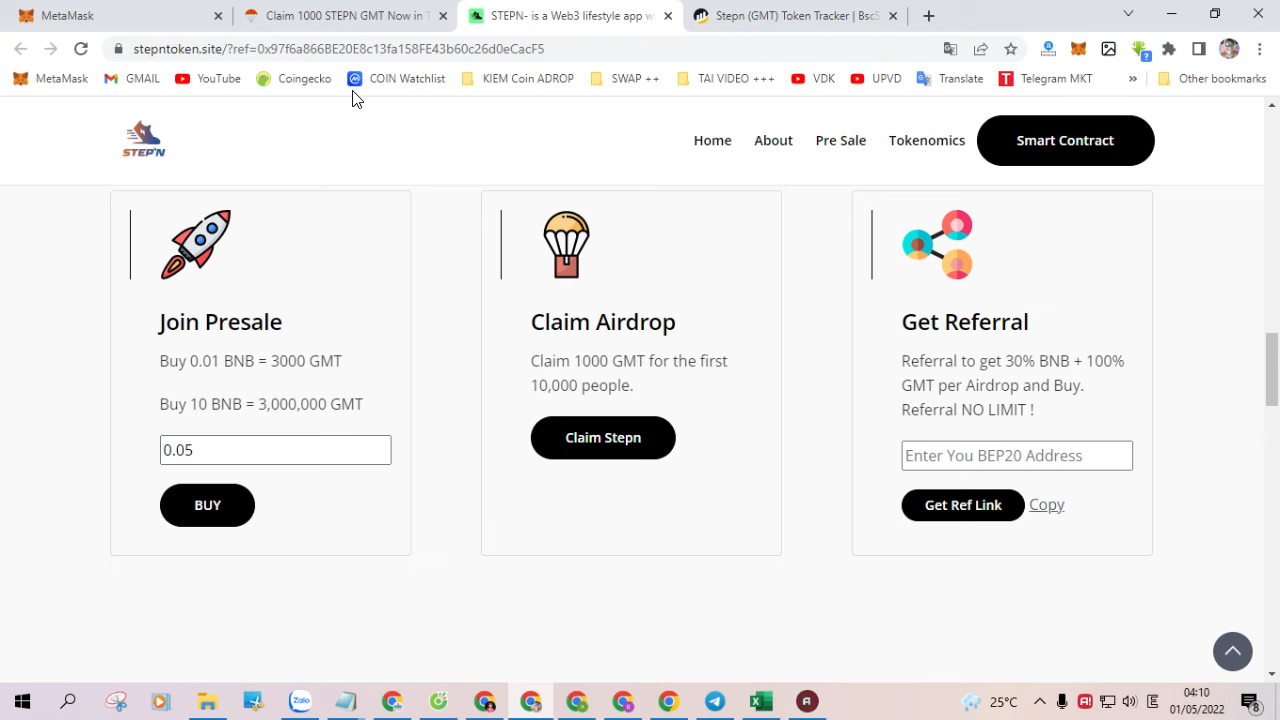 MetaMask
Claim 1000 STEPN GMT Now in T
STEPN- is a Web3 lifestyle app w
Stepn (GMT) Token Tracker | BscS
stepntoken.site/?ref=0x97f6a866BE20E8c13fa158FE43b60c26d0eCacF5
MetaMask
GMAIL
YouTube
Coingecko
COIN Watchlist
KIEM Coin ADROP
SWAP ++
TAI VIDEO +++
VDK
UPVD
Translate
Telegram MKT
»
Other bookmarks
STEP'N
Home
About
Pre Sale
Tokenomics
Smart Contract
Join Presale
Buy 0.01 BNB = 3000 GMT
Buy 10 BNB = 3,000,000 GMT
0.05
BUY
Claim Airdrop
Claim 1000 GMT for the first
10,000 people.
Claim Stepn
Get Referral
Referral to get 30% BNB + 100%
GMT per Airdrop and Buy.
Referral NO LIMIT !
Enter You BEP20 Address
Get Ref Link Copy
Zalo
25°C
04:10
01/05/2022
8